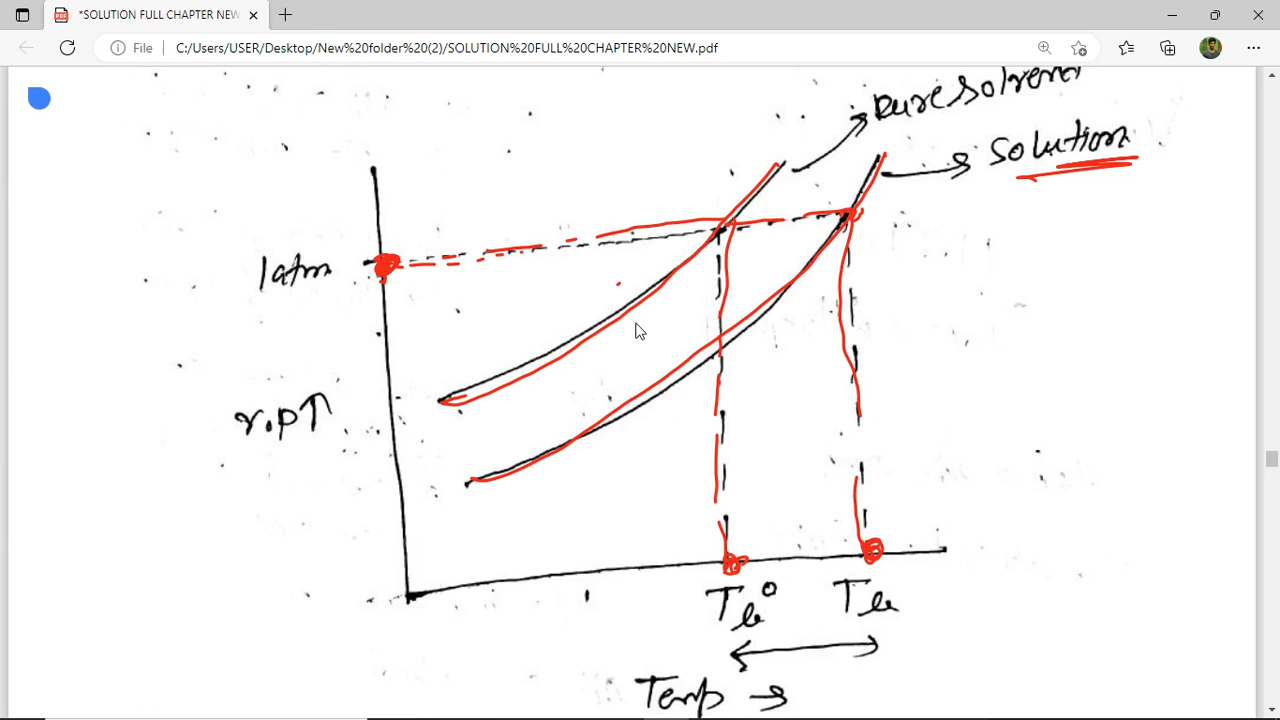 *SOLUTION FULL CHAPTER NEW
File
C:/Users/USER/Desktop/New%20folder%20(2)/SOLUTION%20FULL%20CHAPTER%20NEW.pdf
Pure solvent
Solution
1atm
V.P↑
Tb° Tb
Temp →